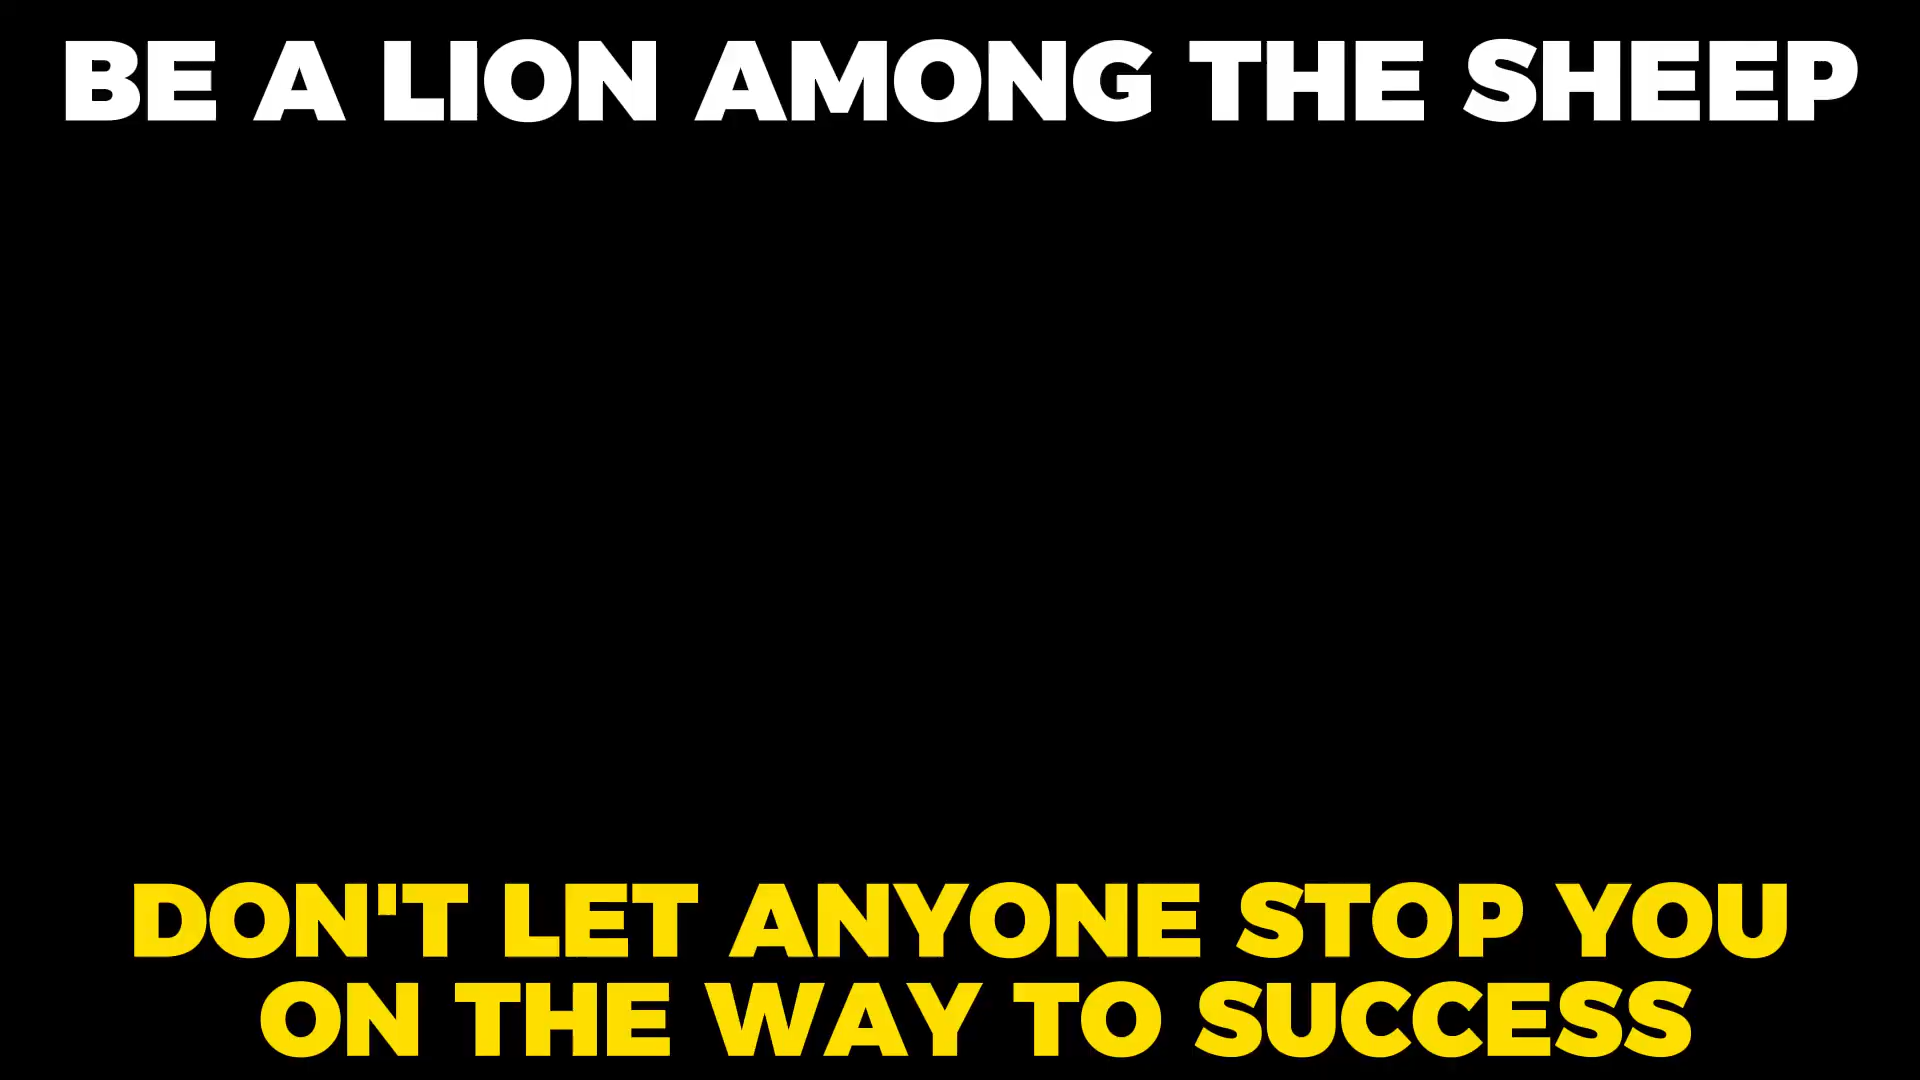 BE A LION AMONG THE SHEEP
DON'T LET ANYONE STOP YOU
ON THE WAY TO SUCCESS